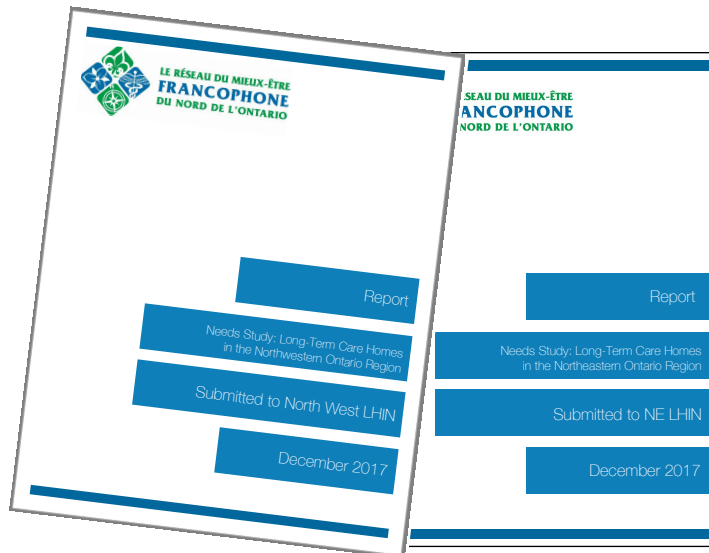 LE RÉSEAU DU MIEUX-ÊTRE
FRANCOPHONE
DU NORD DE L'ONTARIO
Report
Needs Study: Long-Term Care Homes
in the Northwestern Ontario Region
Submitted to North West LHIN
December 2017
SEAU DU MIEUX-ÊTRE
ANCOPHONE
NORD DE L'ONTARIO
Report
Needs Study: Long-Term Care Homes
in the Northeastern Ontario Region
Submitted to NE LHIN
December 2017